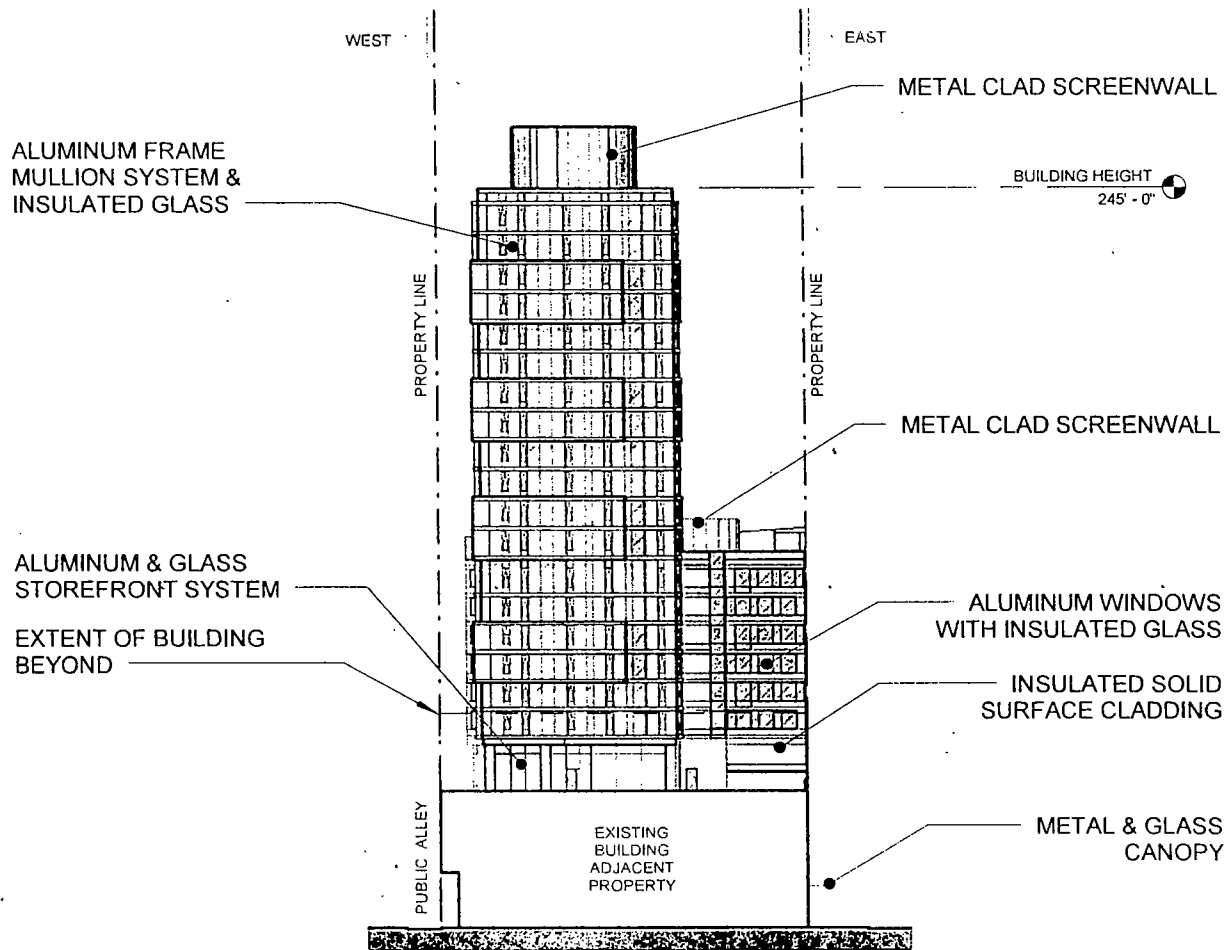 WEST
EAST
METAL CLAD SCREENWALL
ALUMINUM FRAME
MULLION SYSTEM &
INSULATED GLASS
BUILDING HEIGHT
245' - 0"
PROPERTY LINE
PROPERTY LINE
METAL CLAD SCREENWALL
ALUMINUM & GLASS
STOREFRONT SYSTEM
EXTENT OF BUILDING
BEYOND
ALUMINUM WINDOWS
WITH INSULATED GLASS
INSULATED SOLID
SURFACE CLADDING
PUBLIC ALLEY
EXISTING
BUILDING
ADJACENT
PROPERTY
METAL & GLASS
CANOPY